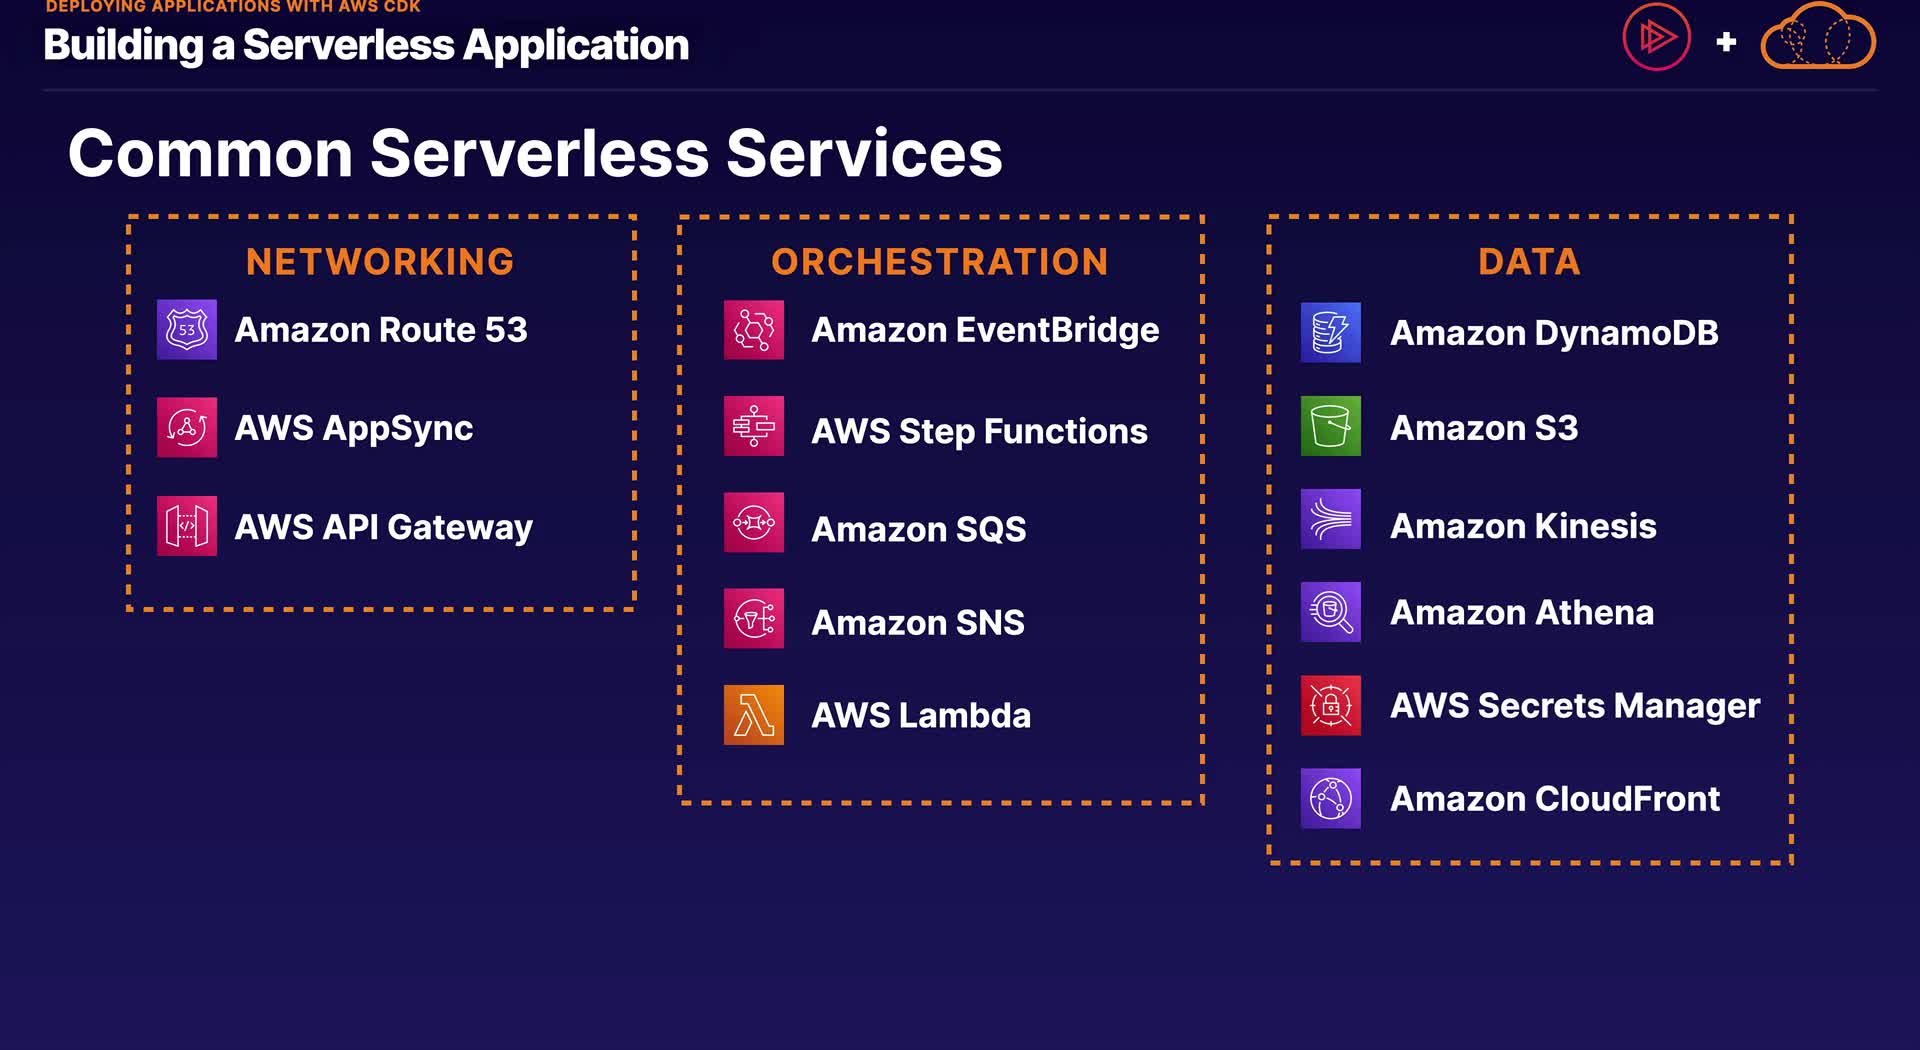 DEPLOYING APPLICATIONS WITH AWS CDK
Building a Serverless Application
+
Common Serverless Services
NETWORKING
53
Amazon Route 53
AWS AppSync
</>
AWS API Gateway
ORCHESTRATION
Amazon EventBridge
AWS Step Functions
Amazon SQS
Amazon SNS
AWS Lambda
DATA
Amazon DynamoDB
Amazon S3
Amazon Kinesis
Amazon Athena
AWS Secrets Manager
Amazon CloudFront